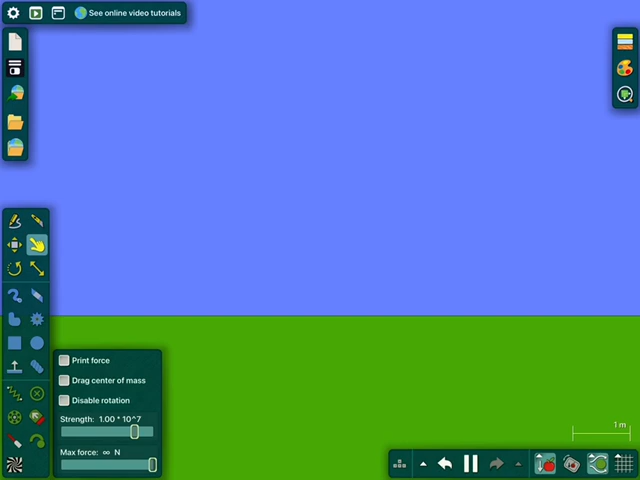 See online video tutorials
Print force
Drag center of mass
Disable rotation
Strength: 1.00 * 10^7
Max force: ∞ N
1 m